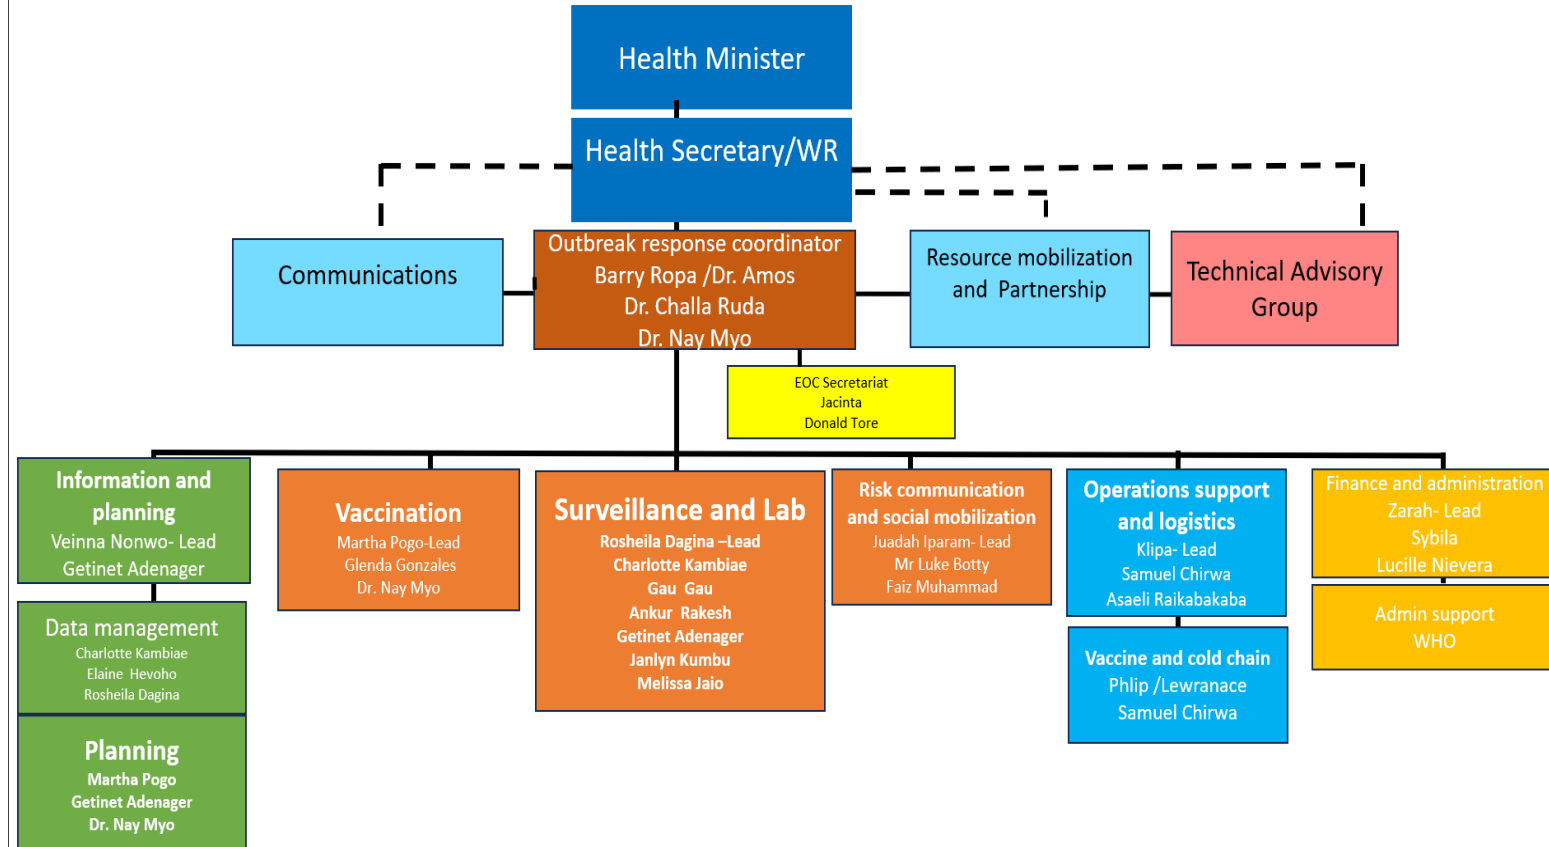 Health Minister
Health Secretary/WR
Communications
Outbreak response coordinator
Barry Ropa /Dr. Amos
Dr. Challa Ruda
Dr. Nay Myo
Resource mobilization
and Partnership
Technical Advisory
Group
EOC Secretariat
Jacinta
Donald Tore
Information and
planning
Veinna Nonwo- Lead
Getinet Adenager
Data management
Charlotte Kambiae
Elaine Hevoho
Rosheila Dagina
Planning
Martha Pogo
Getinet Adenager
Dr. Nay Myo
Vaccination
Martha Pogo-Lead
Glenda Gonzales
Dr. Nay Myo
Surveillance and Lab
Rosheila Dagina –Lead
Charlotte Kambiae
Gau Gau
Ankur Rakesh
Getinet Adenager
Janlyn Kumbu
Melissa Jaio
Risk communication
and social mobilization
Juadah Iparam- Lead
Mr Luke Botty
Faiz Muhammad
Operations support
and logistics
Klipa- Lead
Samuel Chirwa
Asaeli Raikabakaba
Vaccine and cold chain
Phlip /Lewranace
Samuel Chirwa
Finance and administration
Zarah- Lead
Sybila
Lucille Nievera
Admin support
WHO